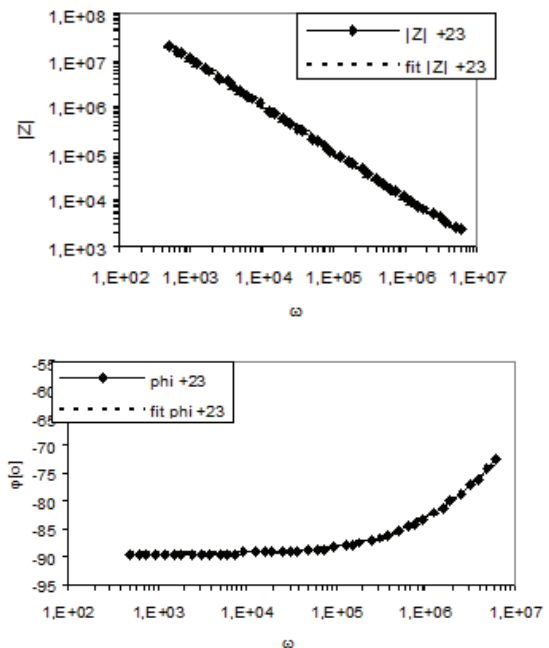 1,E+08
1,E+07
1,E+06
1,E+05
1,E+04
1,E+03
|Z|
|Z| +23
fit |Z| +23
1,E+02 1,E+03 1,E+04 1,E+05 1,E+06 1,E+07
ω
-55
-60
-65
-70
-75
-80
-85
-90
-95
φ[o]
phi +23
fit phi +23
1,E+02 1,E+03 1,E+04 1,E+05 1,E+06 1,E+07
ω